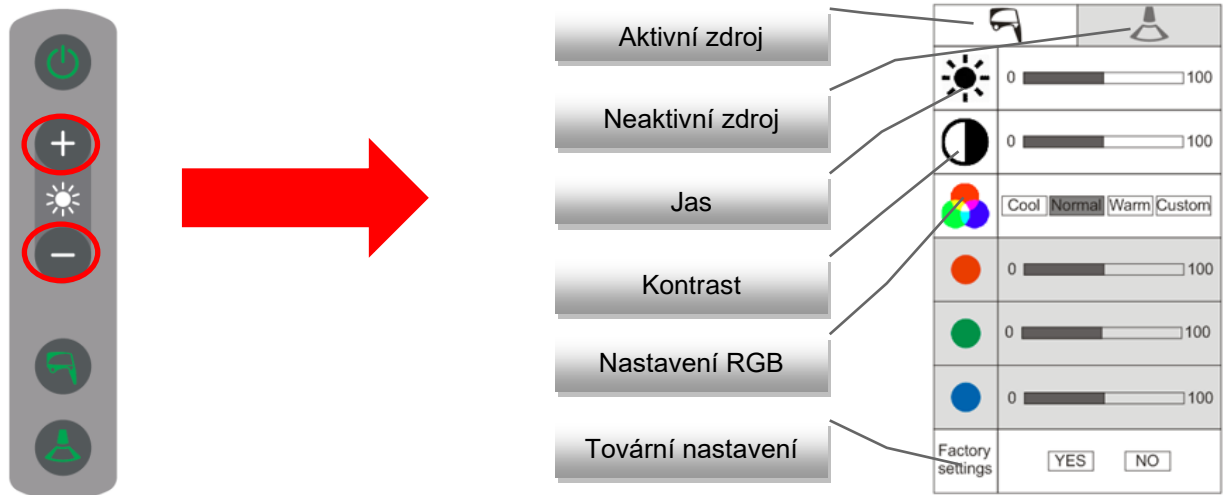 Aktivní zdroj
Neaktivní zdroj
Jas
Kontrast
Nastavení RGB
Tovární nastavení
0 100
0 100
Cool Normal Warm Custom
0 100
0 100
0 100
Factory
settings
YES NO